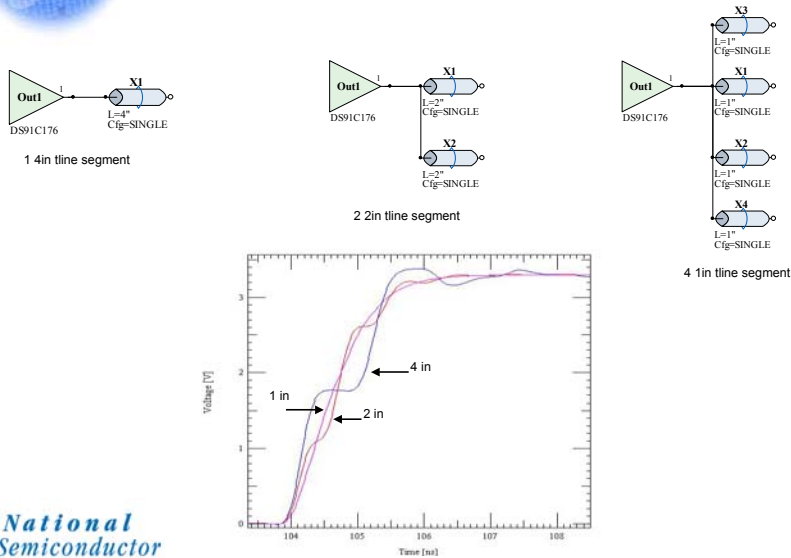 Out1
1
DS91C176
X1
L=4"
Cfg=SINGLE
1 4in tline segment
Out1
1
DS91C176
X1
L=2"
Cfg=SINGLE
X2
L=2"
Cfg=SINGLE
2 2in tline segment
Out1
1
DS91C176
X3
L=1"
Cfg=SINGLE
X1
L=1"
Cfg=SINGLE
X2
L=1"
Cfg=SINGLE
X4
L=1"
Cfg=SINGLE
4 1in tline segment
Voltage [V]
3
2
1
0
1 in
2 in
4 in
104 105 106 107 108
Time [ns]
National
Semiconductor